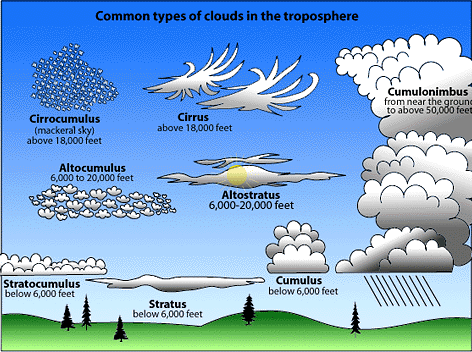 Common types of clouds in the troposphere
Cirrocumulus
(mackeral sky)
above 18,000 feet
Cirrus
above 18,000 feet
Cumulonimbus
from near the ground
to above 50,000 feet
Altocumulus
6,000 to 20,000 feet
Altostratus
6,000-20,000 feet
Stratocumulus
below 6,000 feet
Stratus
below 6,000 feet
Cumulus
below 6,000 feet